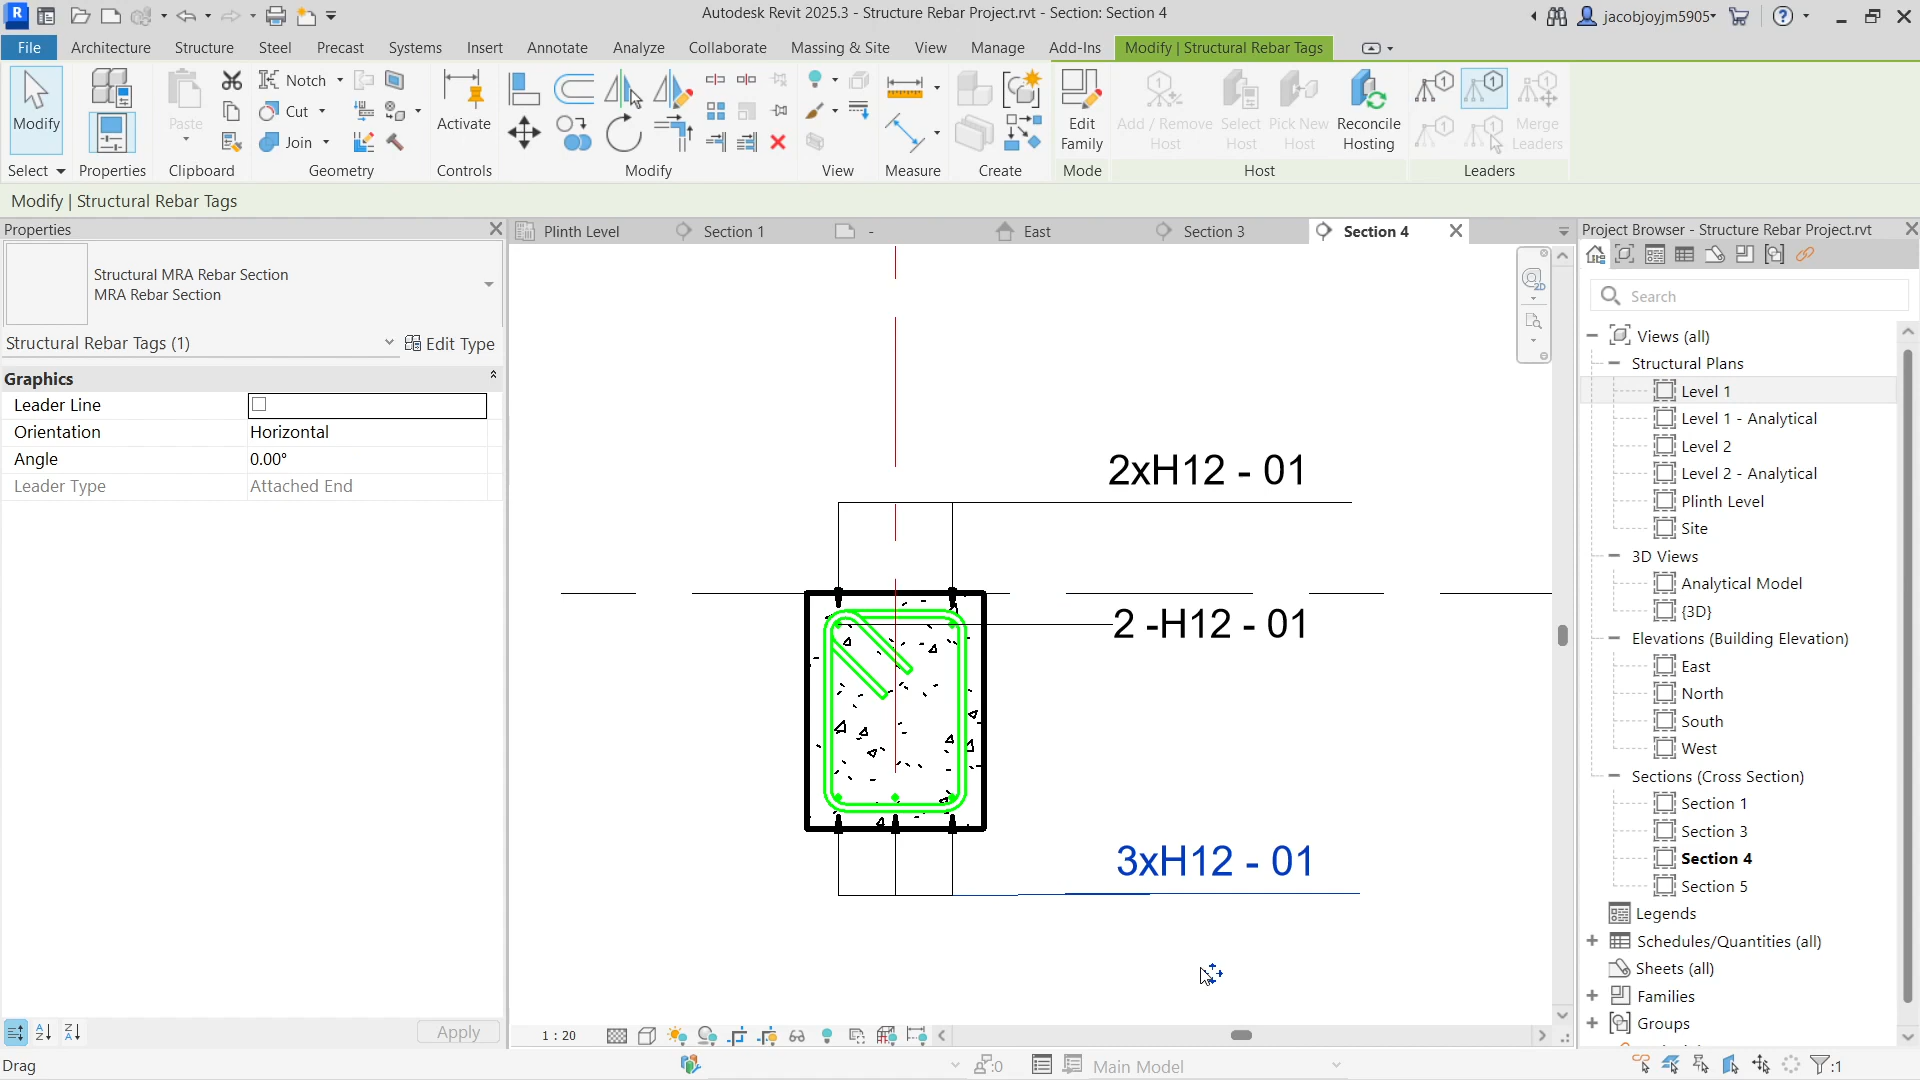 Autodesk Revit 2025.3 - Structure Rebar Project.rvt - Section: Section 4
jacobjoyjm5905
File
Architecture
Structure
Steel
Precast
Systems
Insert
Annotate
Analyze
Collaborate
Massing & Site
View
Manage
Add-Ins
Modify | Structural Rebar Tags
Modify
Paste
Notch
Cut
Join
Activate
Edit Family
Add / Remove Host
Select Host
Pick New Host
Reconcile Hosting
Merge Leaders
Select
Properties
Clipboard
Geometry
Controls
Modify
View
Measure
Create
Mode
Host
Leaders
Modify | Structural Rebar Tags
Properties
Structural MRA Rebar Section
MRA Rebar Section
Structural Rebar Tags (1)
Edit Type
Graphics
Leader Line
Orientation Horizontal
Angle 0.00°
Leader Type Attached End
Apply
Plinth Level
Section 1
-
East
Section 3
Section 4
2D
2xH12 - 01
2 -H12 - 01
3xH12 - 01
1 : 20
Project Browser - Structure Rebar Project.rvt
Search
Views (all)
Structural Plans
Level 1
Level 1 - Analytical
Level 2
Level 2 - Analytical
Plinth Level
Site
3D Views
Analytical Model
{3D}
Elevations (Building Elevation)
East
North
South
West
Sections (Cross Section)
Section 1
Section 3
Section 4
Section 5
Legends
Schedules/Quantities (all)
Sheets (all)
Families
Groups
Drag
:0
Main Model
:1